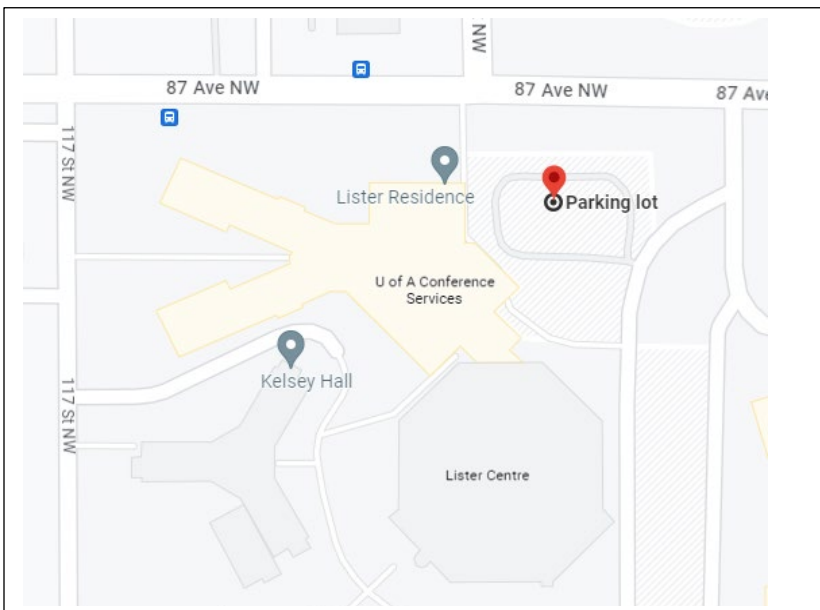 NW
87 Ave NW
87 Ave NW
87 Ave
117 St NW
Lister Residence
Parking lot
U of A Conference
Services
Kelsey Hall
117 St NW
Lister Centre